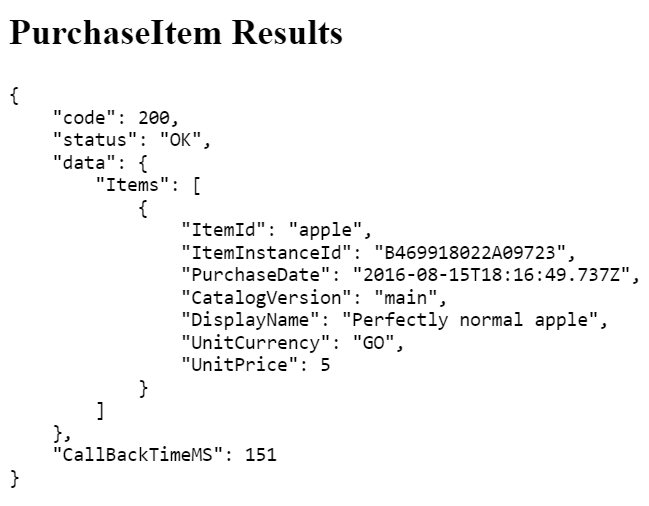 PurchaseItem Results
{
    "code": 200,
    "status": "OK",
    "data": {
        "Items": [
            {
                "ItemId": "apple",
                "ItemInstanceId": "B469918022A09723",
                "PurchaseDate": "2016-08-15T18:16:49.737Z",
                "CatalogVersion": "main",
                "DisplayName": "Perfectly normal apple",
                "UnitCurrency": "GO",
                "UnitPrice": 5
            }
        ]
    },
    "CallBackTimeMS": 151
}